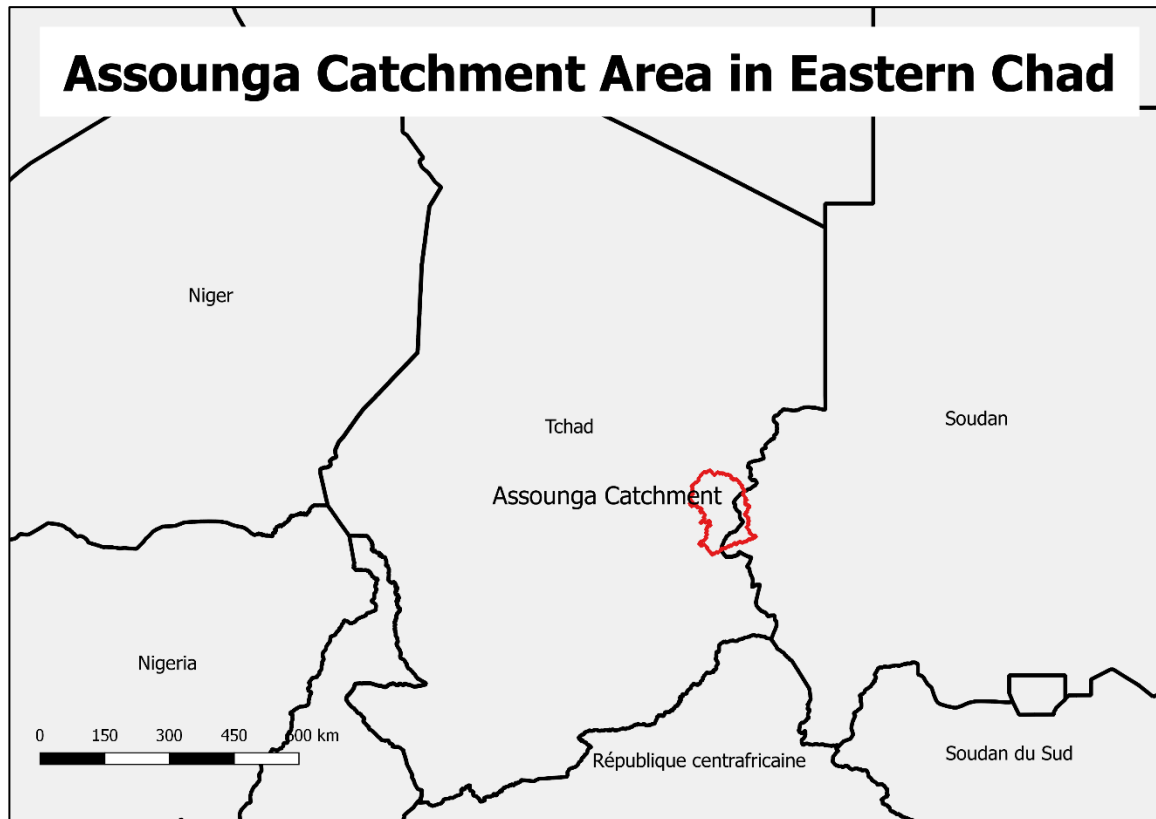 Assounga Catchment Area in Eastern Chad
Niger
Tchad
Soudan
Assounga Catchment
Nigeria
0 150 300 450 600 km
République centrafricaine
Soudan du Sud